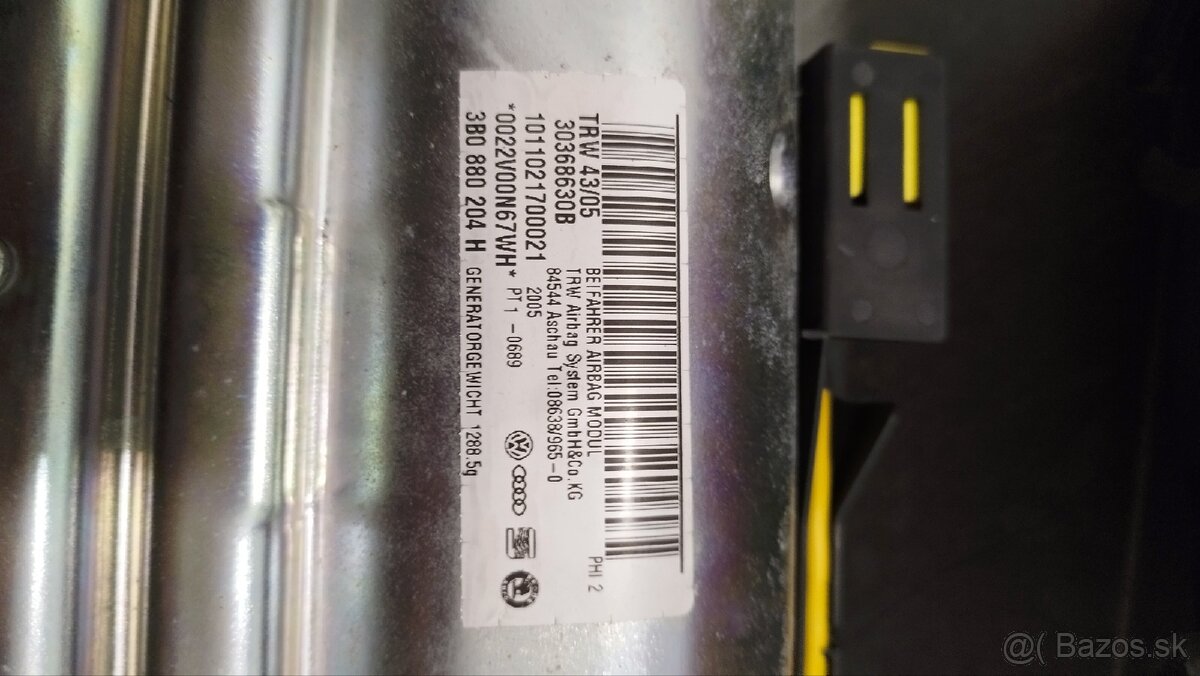 TRW 43/05
30368630B
1011021700021
*0022V00N67WH*
3B0 880 204 H
BEIFAHRER AIRBAG MODUL
TRW Airbag System GmbH&Co.KG
84544 Aschau Tel:08638/965-0
2005
PT1 -0689
GENERATORGEWICHT 1288.5g
PHI 2
@( Bazos.sk